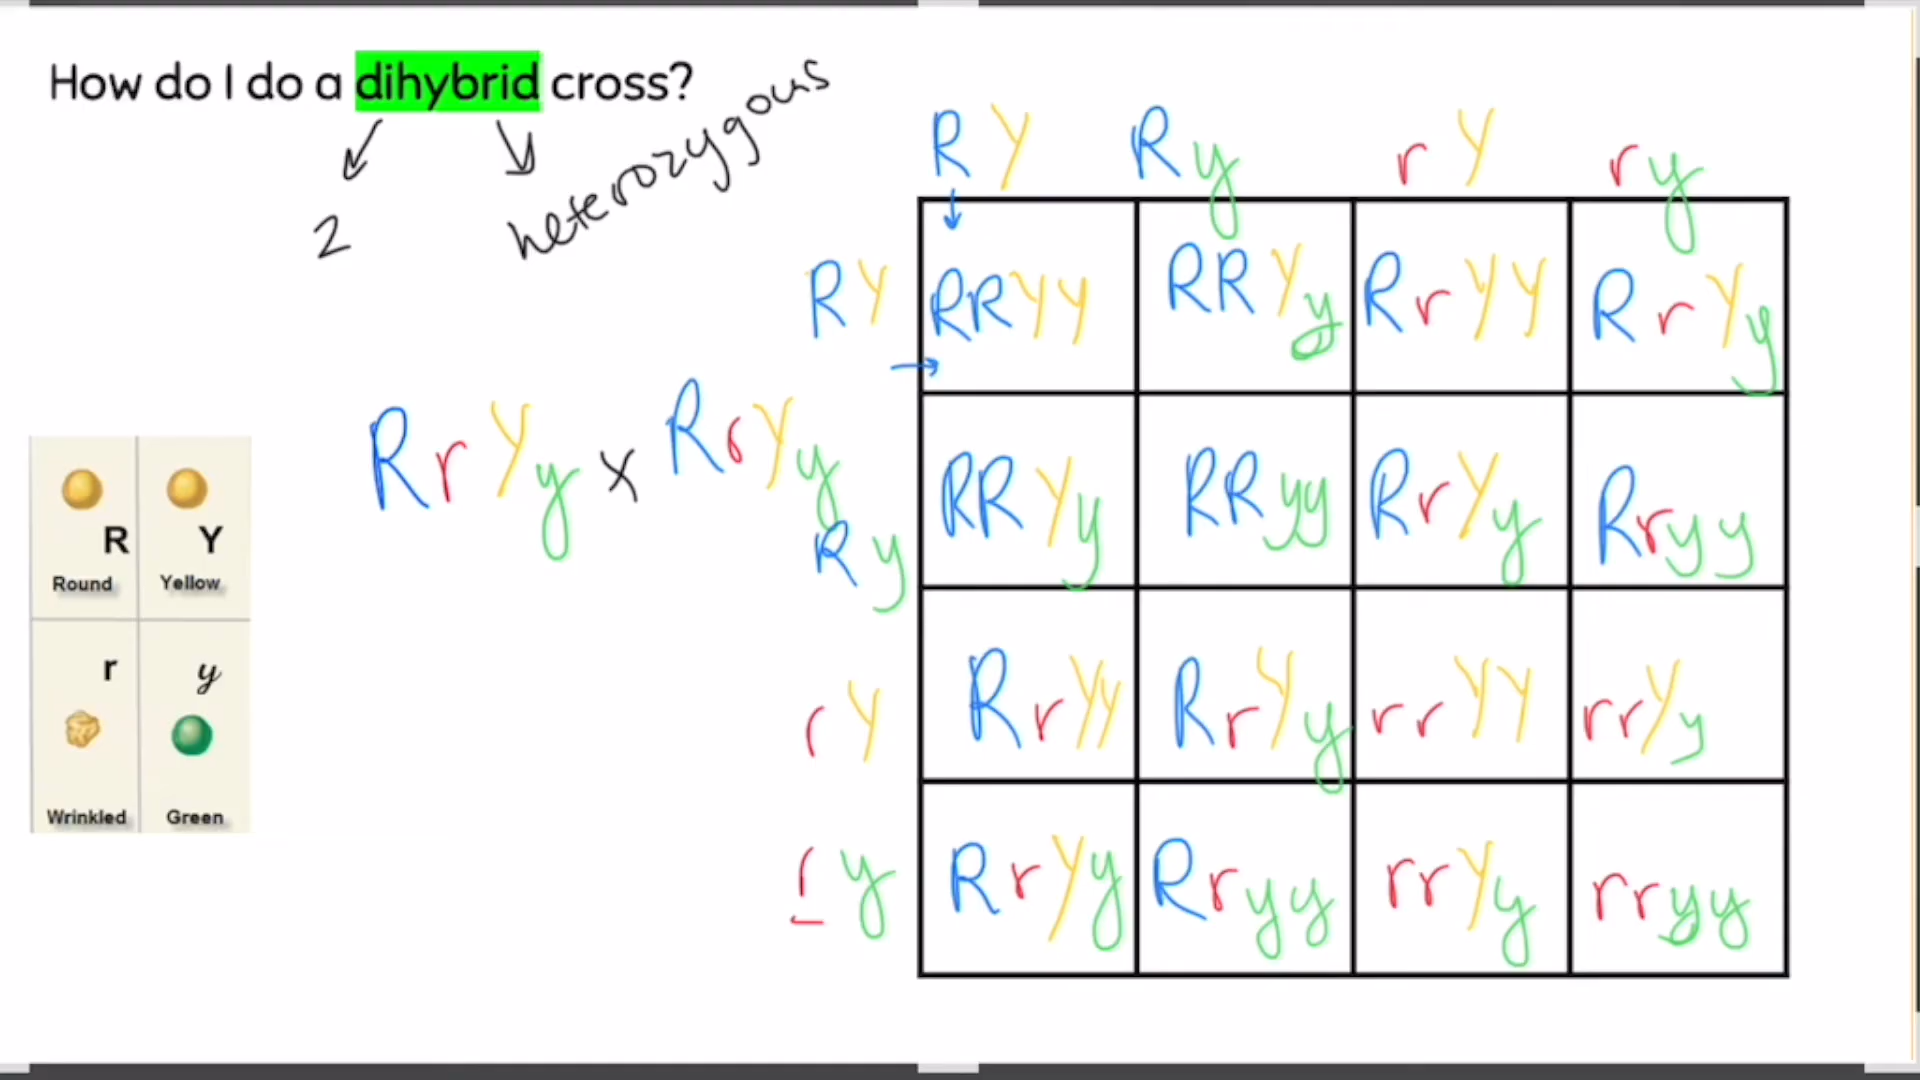 How do I do a dihybrid cross?
2 heterozygous
RY Ry rY ry
RY RRYY RRYy RrYY RrYy
RrYy x RrYy
Ry RRYy RRyy RrYy Rryy
rY RrYY RrYy rrYY rrYy
ry RrYy Rryy rrYy rryy
R Y
Round Yellow
r y
Wrinkled Green